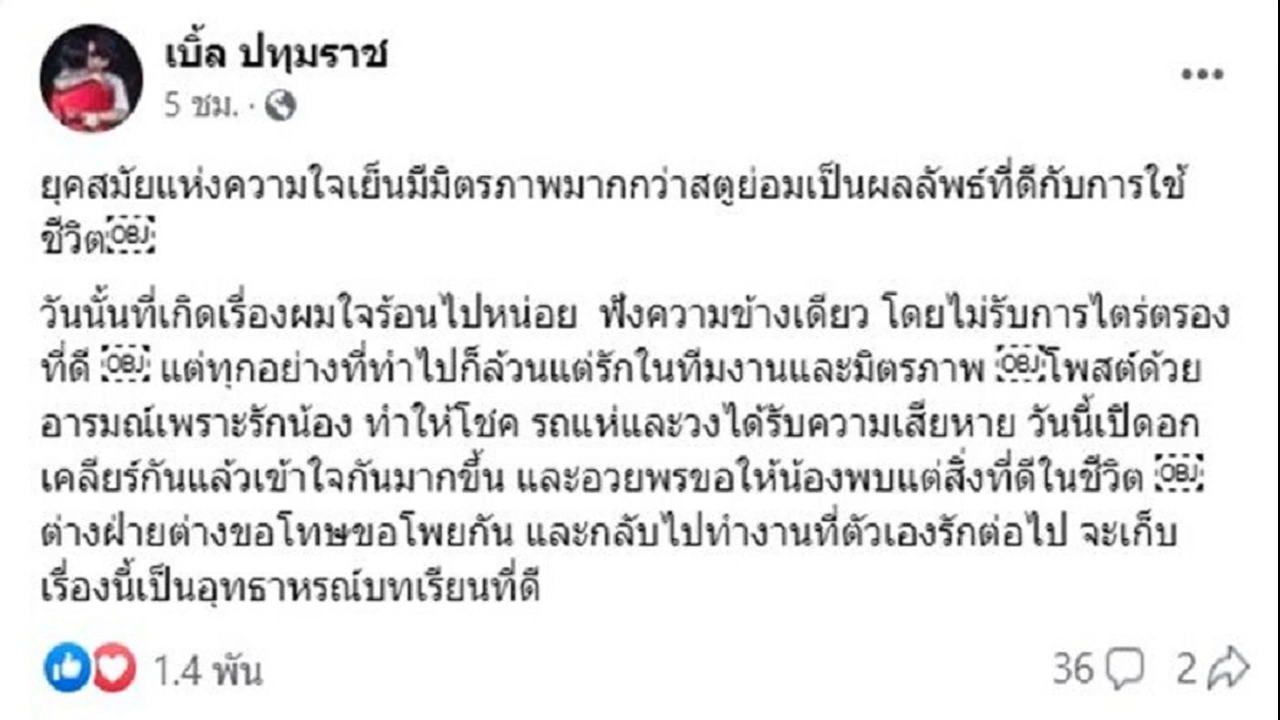 เบิ้ล ปทุมราช
5 ชม. ·
ยุคสมัยแห่งความใจเย็นมีมิตรภาพมากกว่าสตูย่อมเป็นผลลัพธ์ที่ดีกับการใช้
ชีวิต￼
วันนั้นที่เกิดเรื่องผมใจร้อนไปหน่อย ฟังความข้างเดียว โดยไม่รับการไตร่ตรอง
ที่ดี ￼ แต่ทุกอย่างที่ทำไปก็ล้วนแต่รักในทีมงานและมิตรภาพ ￼โพสต์ด้วย
อารมณ์เพราะรักน้อง ทำให้โชค รถแห่และวงได้รับความเสียหาย วันนี้เปิดอก
เคลียร์กันแล้วเข้าใจกันมากขึ้น และอวยพรขอให้น้องพบแต่สิ่งที่ดีในชีวิต ￼
ต่างฝ่ายต่างขอโทษขอโพยกัน และกลับไปทำงานที่ตัวเองรักต่อไป จะเก็บ
เรื่องนี้เป็นอุทธาหรณ์บทเรียนที่ดี
1.4 พัน 36 2